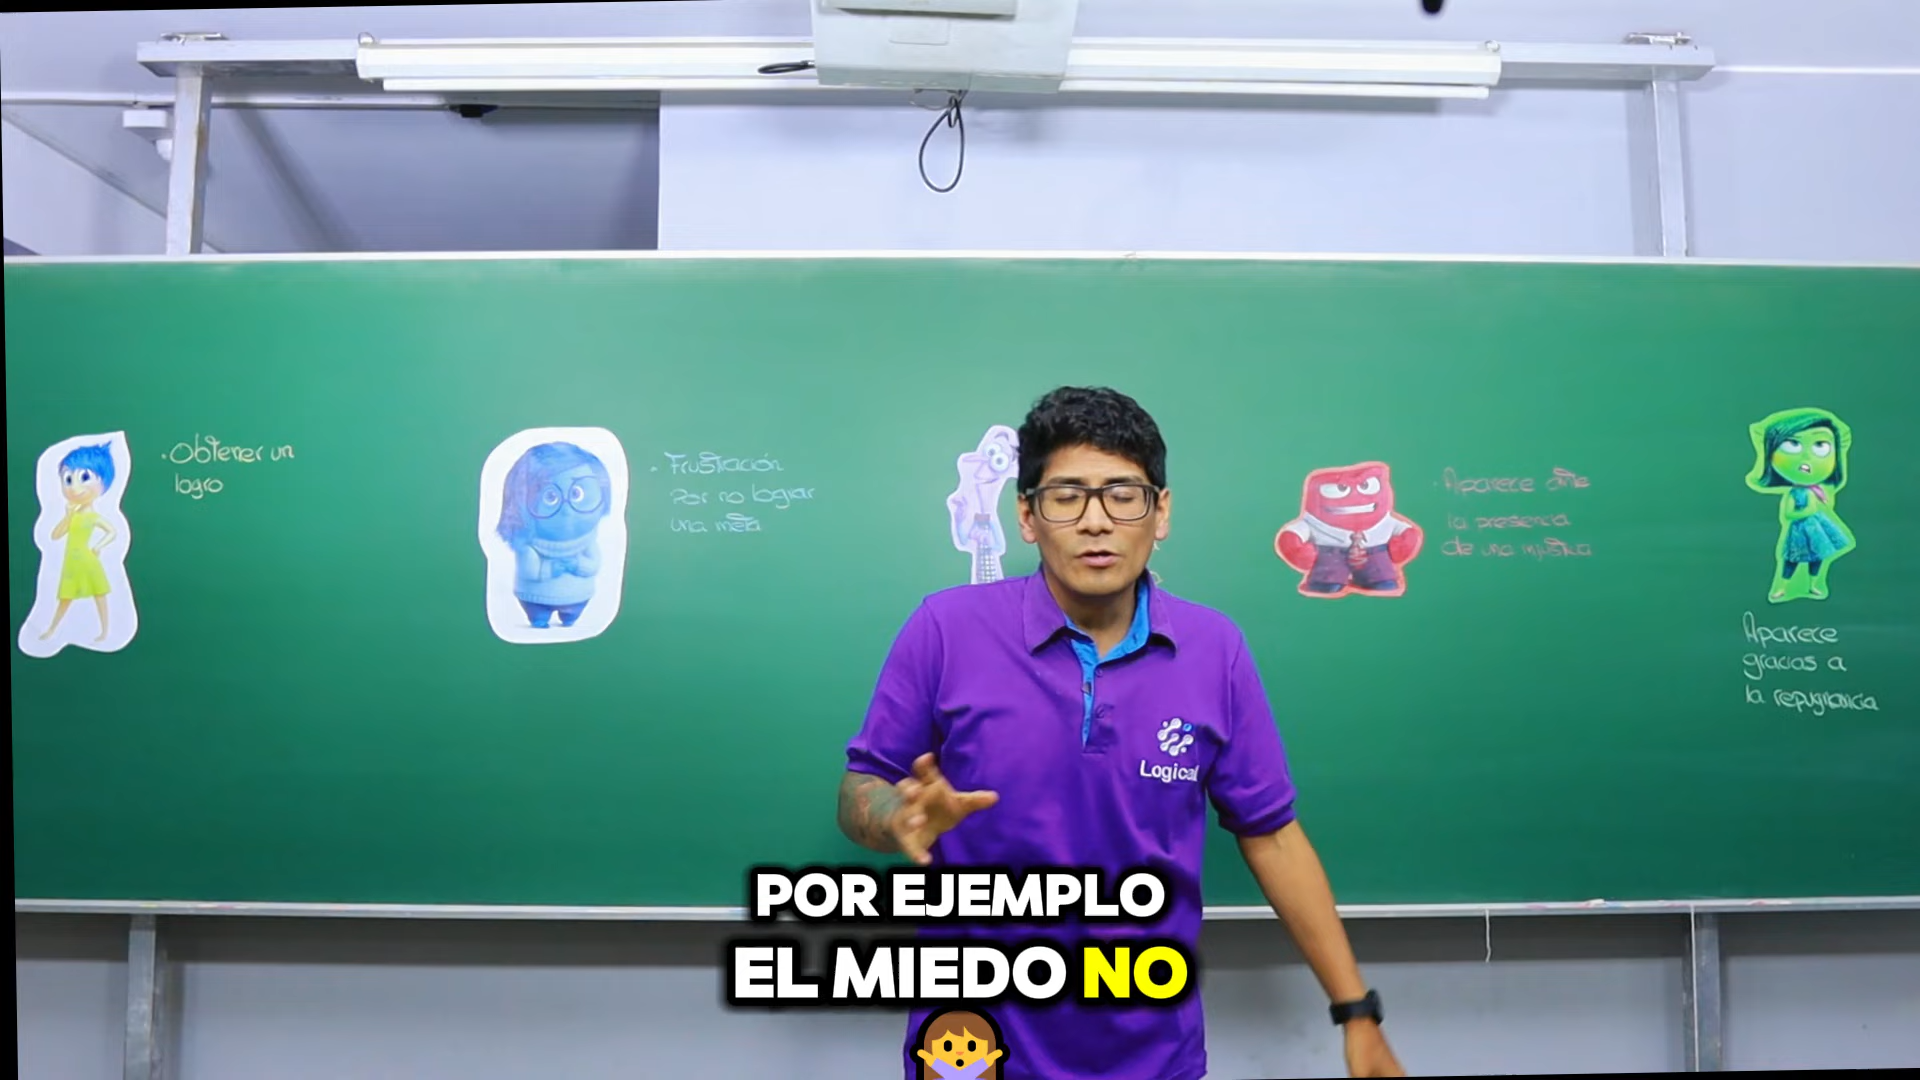 · Obtener un
logro
· Frustración
Por no lograr
una meta
· Aparece ante
la presencia
de una injusticia
Aparece
gracias a
la repugnancia
Logical
POR EJEMPLO
EL MIEDO NO